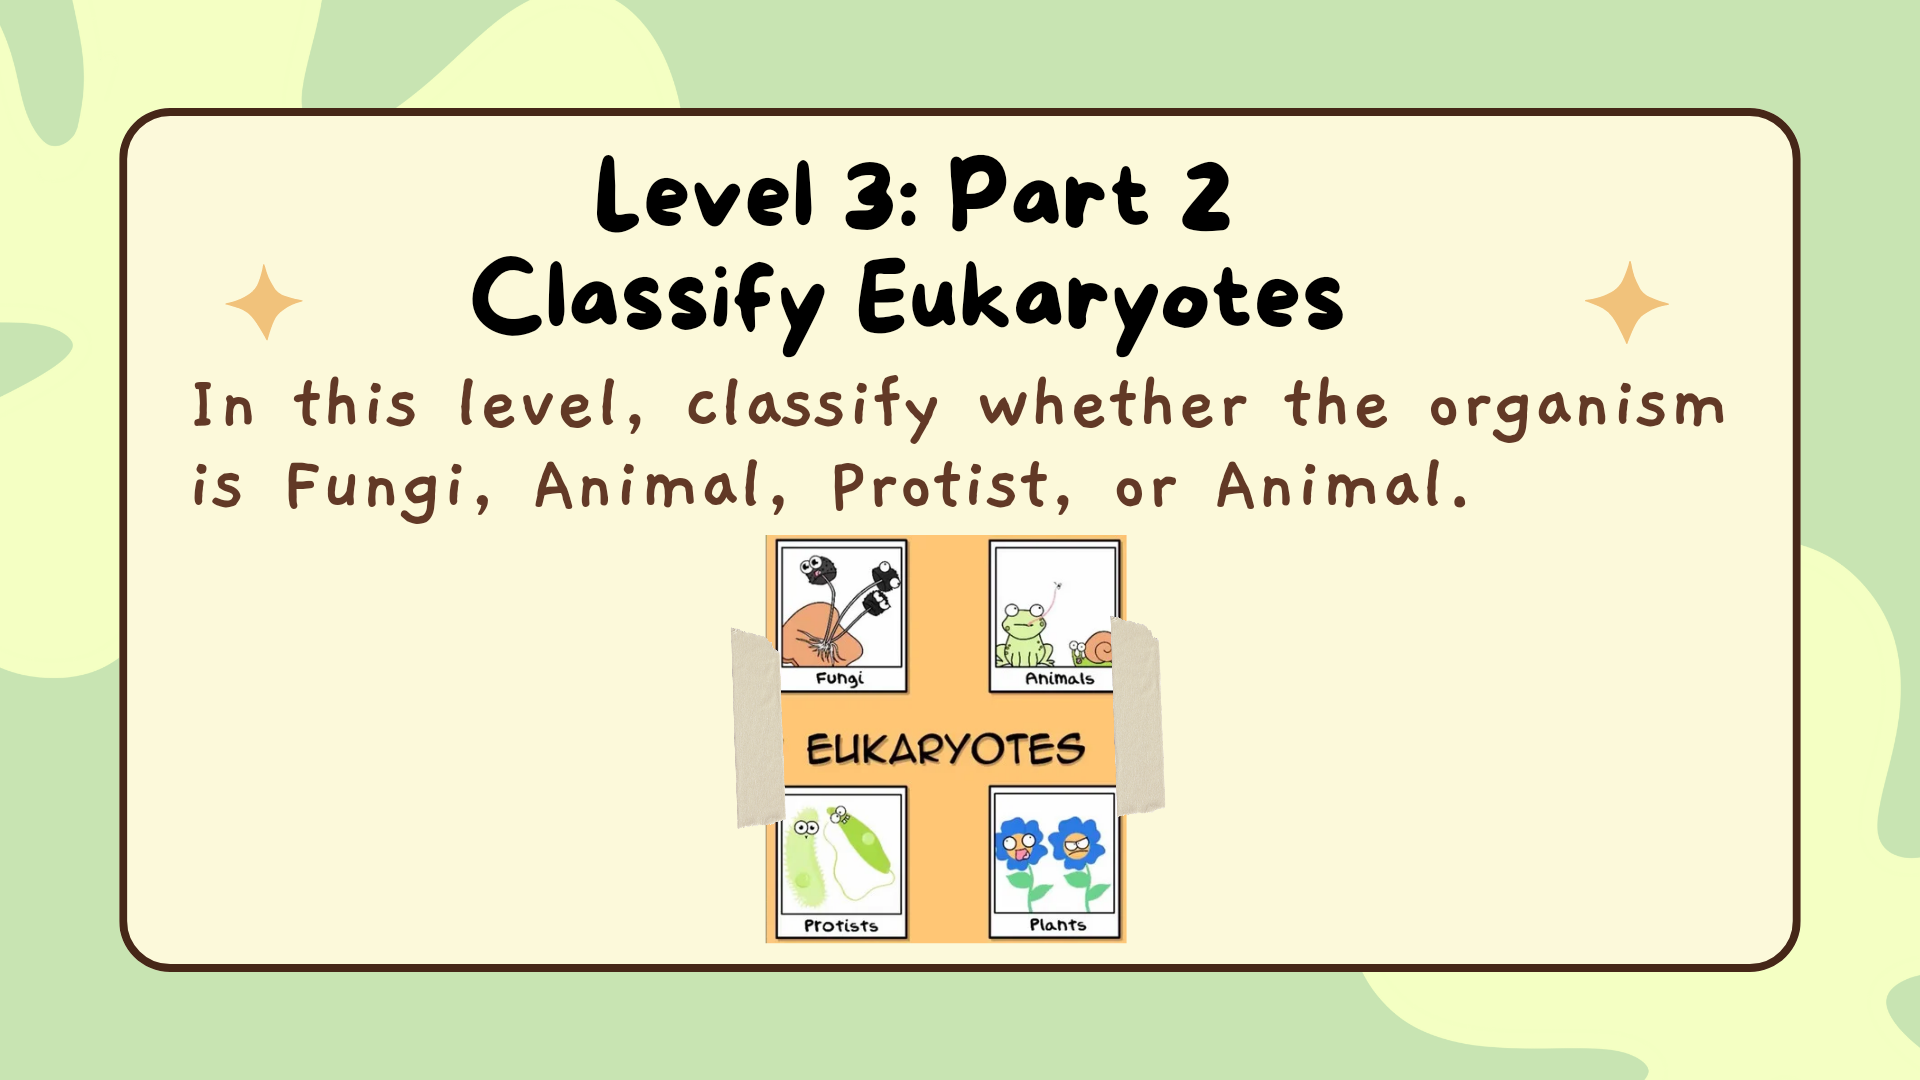 Level 3: Part 2
Classify Eukaryotes
In this level, classify whether the organism
is Fungi, Animal, Protist, or Animal.
Fungi
Animals
EUKARYOTES
Protists
Plants